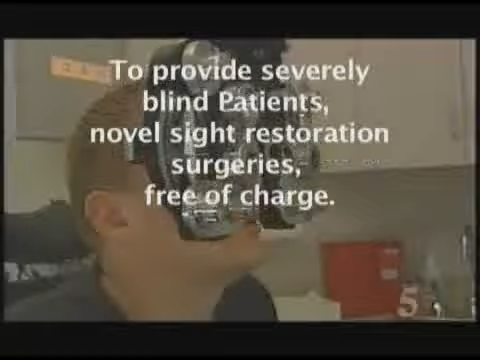 To provide severely
blind Patients,
novel sight restoration
surgeries,
free of charge.
5